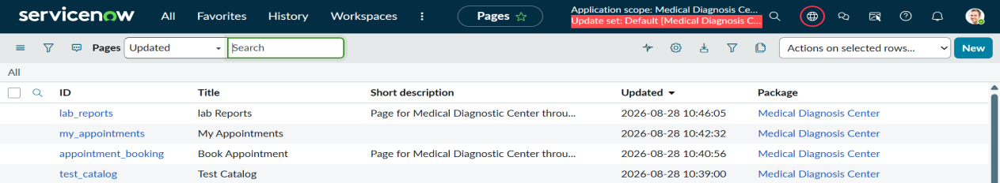 servicenow All Favorites History Workspaces Pages Application scope: Medical Diagnosis Ce...
Update set: Default [Medical Diagnosis C...
Pages Updated Search Actions on selected rows... New
All
ID Title Short description Updated Package
lab_reports lab Reports Page for Medical Diagnostic Center throu... 2026-08-28 10:46:05 Medical Diagnosis Center
my_appointments My Appointments 2026-08-28 10:42:32 Medical Diagnosis Center
appointment_booking Book Appointment Page for Medical Diagnostic Center throu... 2026-08-28 10:40:56 Medical Diagnosis Center
test_catalog Test Catalog 2026-08-28 10:39:00 Medical Diagnosis Center